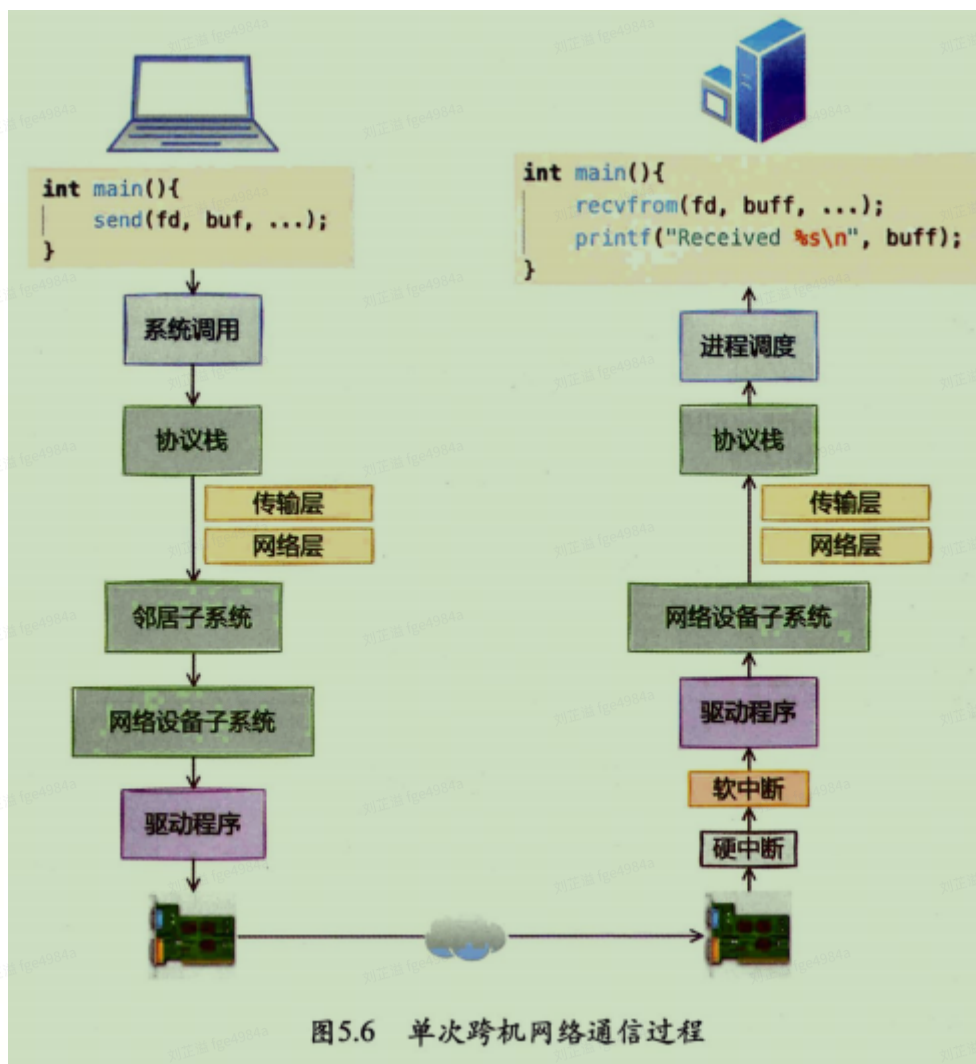 int main(){
send(fd, buf, ...);
}
系统调用
协议栈
传输层
网络层
邻居子系统
网络设备子系统
驱动程序
int main(){
recvfrom(fd, buff, ...);
printf("Received %s\n", buff);
}
进程调度
协议栈
传输层
网络层
网络设备子系统
驱动程序
软中断
硬中断
图5.6 单次跨机网络通信过程